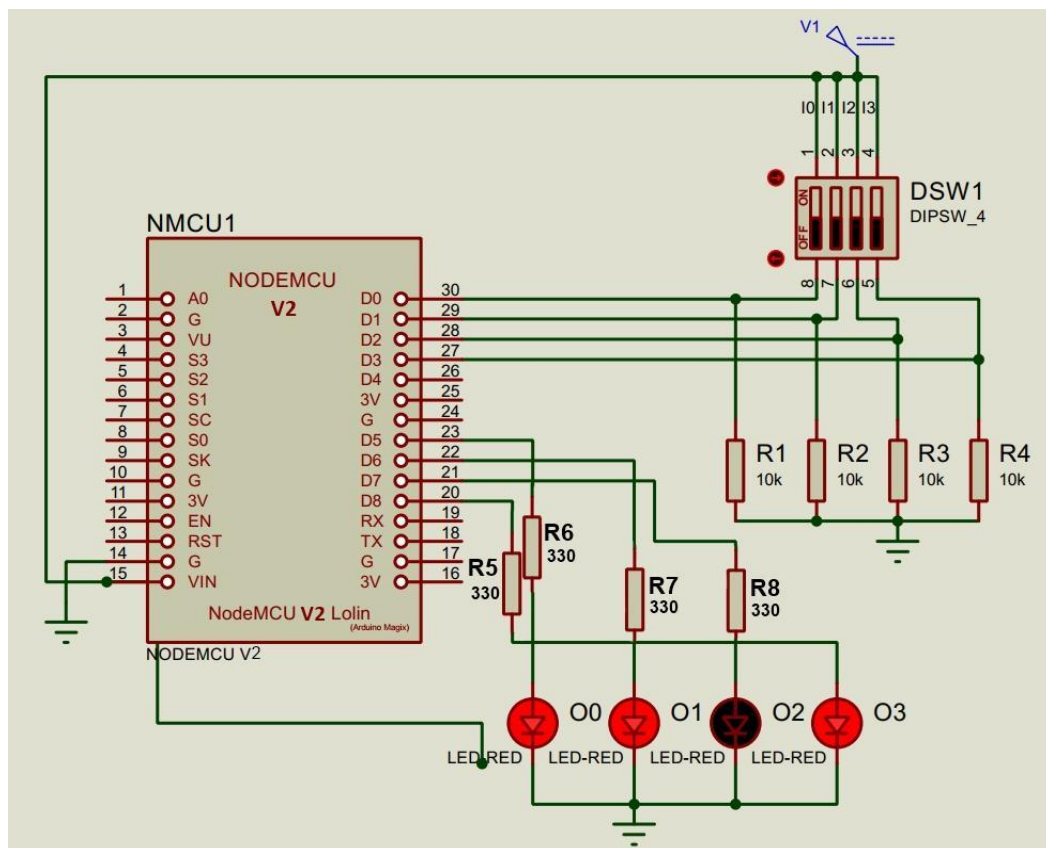 V1
I0 I1 I2 I3
1 2 3 4
ON
OFF
DSW1
DIPSW_4
8 7 6 5
NMCU1
NODEMCU
V2
1 A0 D0 30
2 G D1 29
3 VU D2 28
4 S3 D3 27
5 S2 D4 26
6 S1 3V 25
7 SC G 24
8 S0 D5 23
9 SK D6 22
10 G D7 21
11 3V D8 20
12 EN RX 19
13 RST TX 18
14 G G 17
15 VIN 3V 16
NodeMCU V2 Lolin
(Arduino Magix)
NODEMCU V2
R1
10k
R2
10k
R3
10k
R4
10k
R5
330
R6
330
R7
330
R8
330
O0
LED-RED
O1
LED-RED
O2
LED-RED
O3
LED-RED